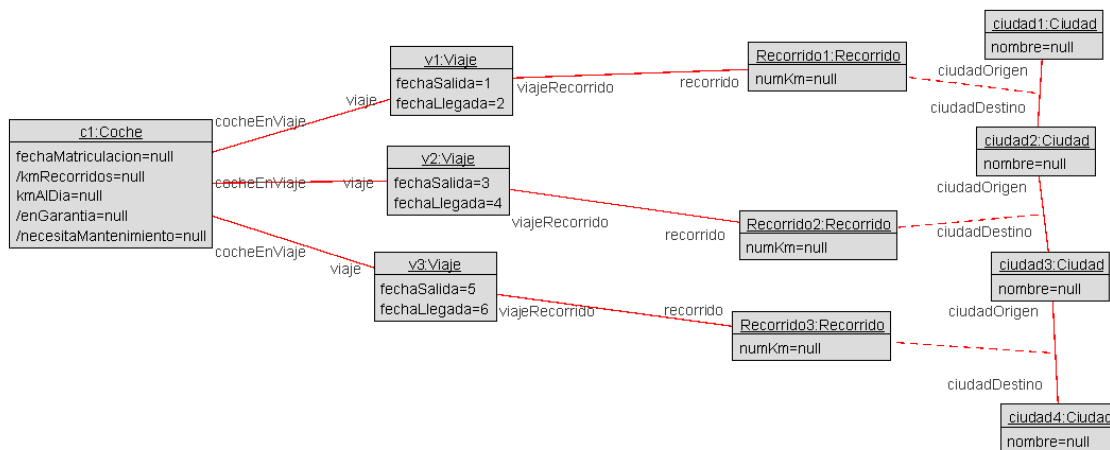 c1:Coche
fechaMatriculacion=null
/kmRecorridos=null
kmAlDia=null
/enGarantia=null
/necesitaMantenimiento=null
cocheEnViaje
viaje
cocheEnViaje
viaje
cocheEnViaje
viaje
v1:Viaje
fechaSalida=1
fechaLlegada=2
viajeRecorrido
recorrido
v2:Viaje
fechaSalida=3
fechaLlegada=4
viajeRecorrido
recorrido
v3:Viaje
fechaSalida=5
fechaLlegada=6
viajeRecorrido
recorrido
Recorrido1:Recorrido
numKm=null
Recorrido2:Recorrido
numKm=null
Recorrido3:Recorrido
numKm=null
ciudad1:Ciudad
nombre=null
ciudadOrigen
ciudadDestino
ciudad2:Ciudad
nombre=null
ciudadOrigen
ciudadDestino
ciudad3:Ciudad
nombre=null
ciudadOrigen
ciudadDestino
ciudad4:Ciudad
nombre=null